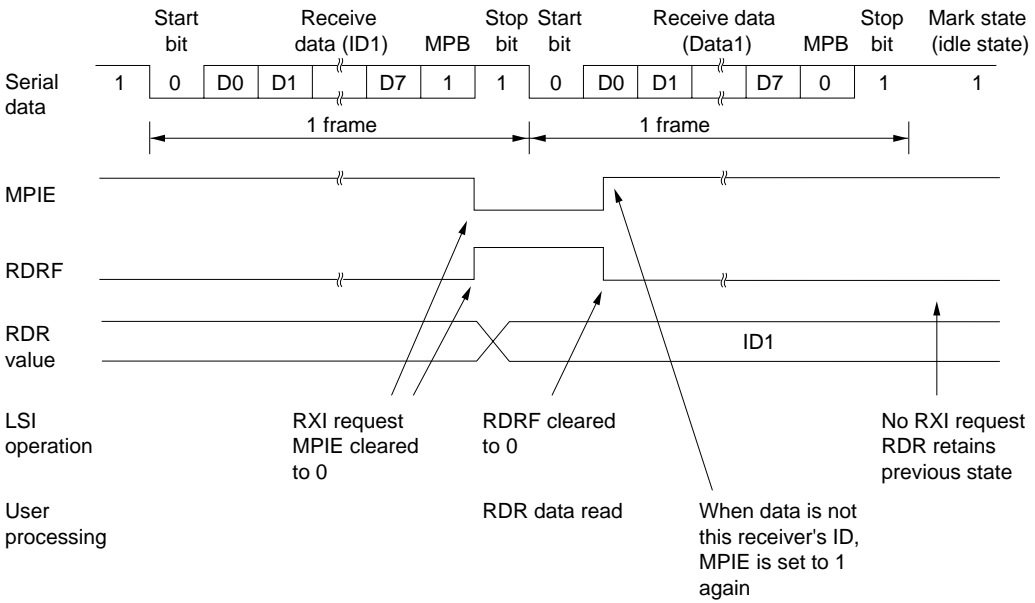 Start bit
Receive data (ID1)
MPB
Stop bit
Start bit
Receive data (Data1)
MPB
Stop bit
Mark state (idle state)
Serial data
1 0 D0 D1 D7 1 1 0 D0 D1 D7 0 1 1
1 frame
1 frame
MPIE
RDRF
RDR value
ID1
LSI operation
RXI request
MPIE cleared
to 0
RDRF cleared
to 0
No RXI request
RDR retains
previous state
User processing
RDR data read
When data is not
this receiver's ID,
MPIE is set to 1
again